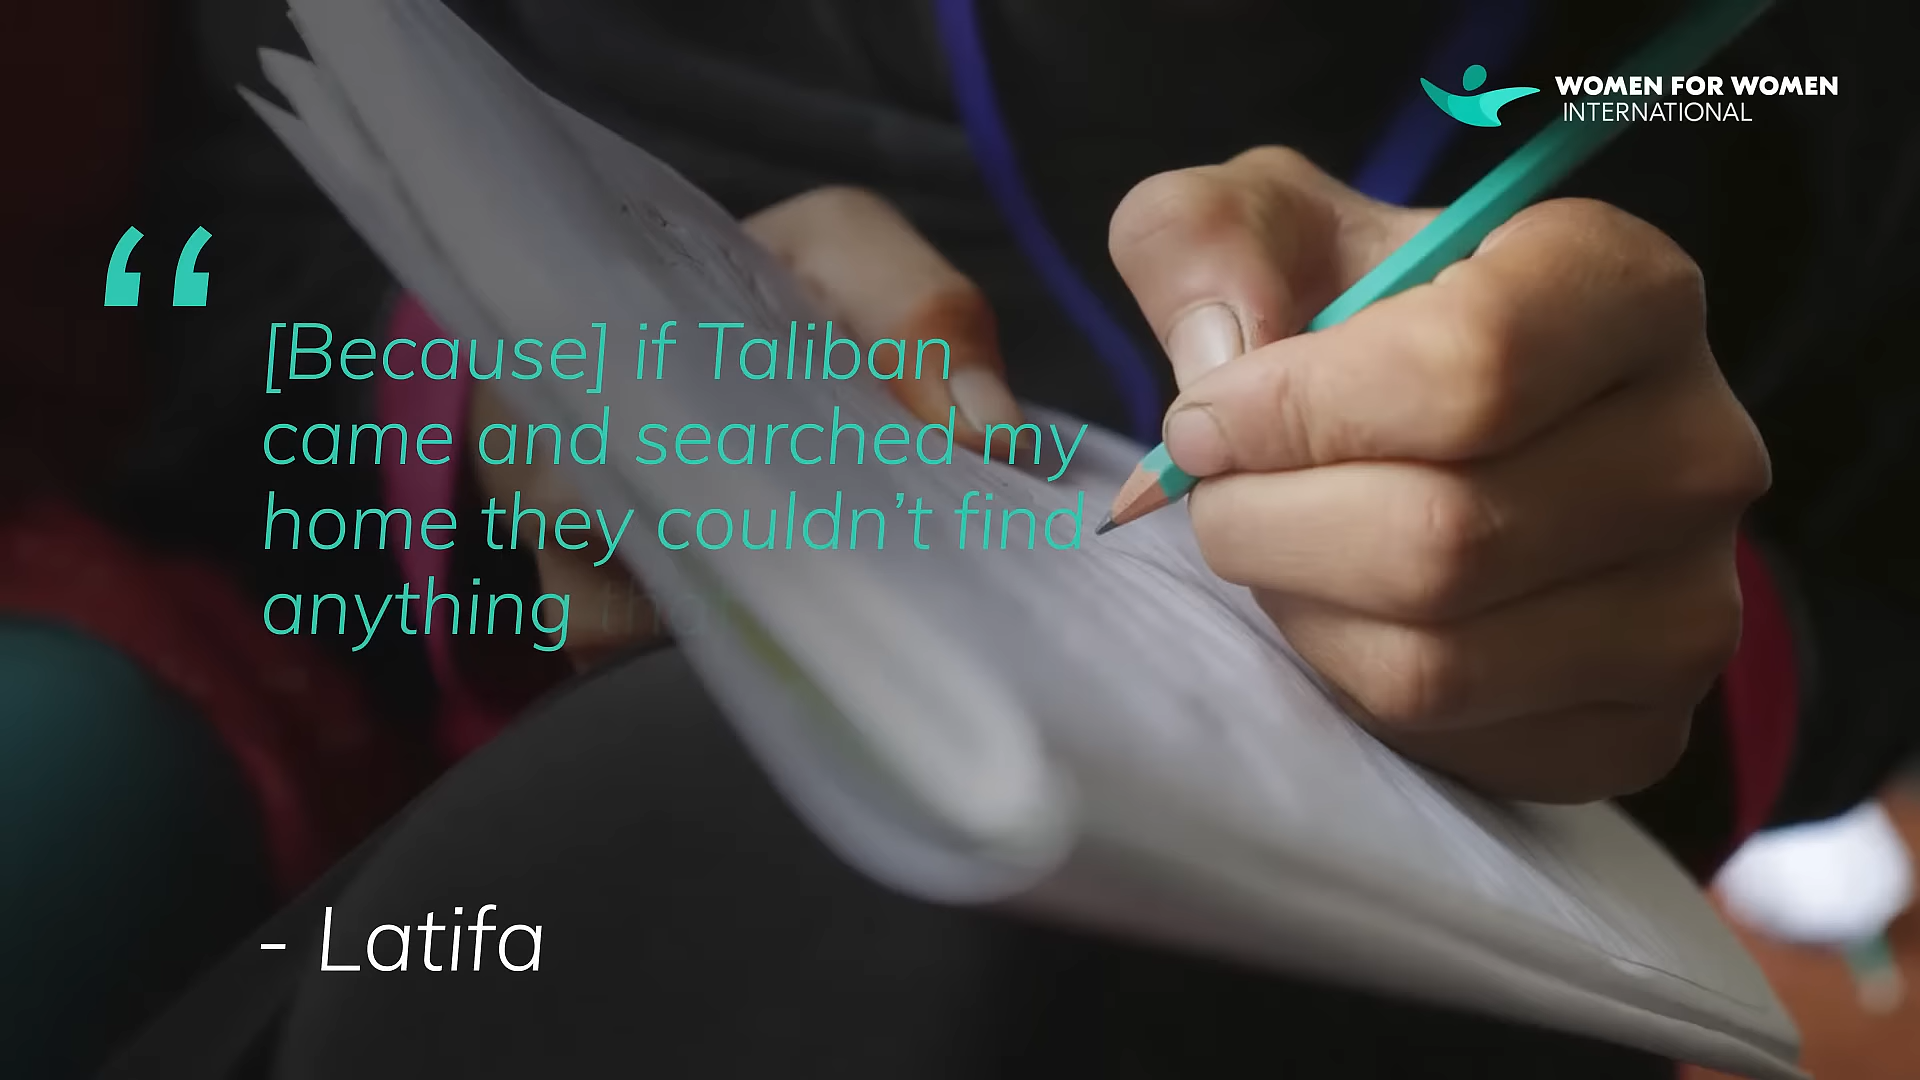 WOMEN FOR WOMEN
INTERNATIONAL
“
[Because] if Taliban
came and searched my
home they couldn’t find
anything
- Latifa